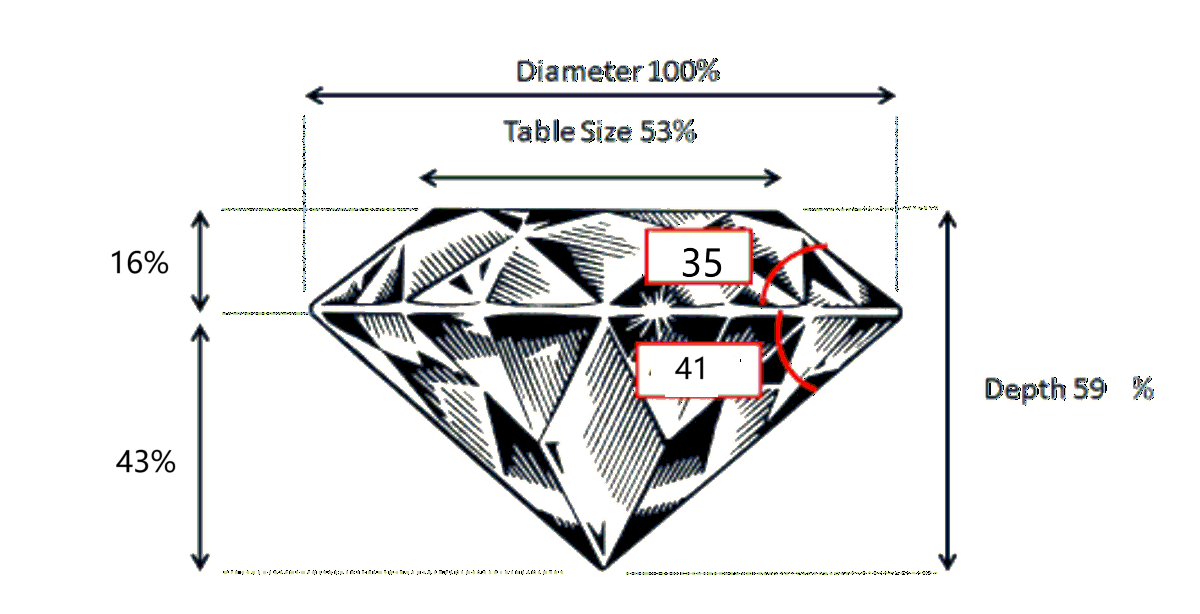 Diameter 100%
Table Size 53%
16%
35
41
Depth 59 %
43%